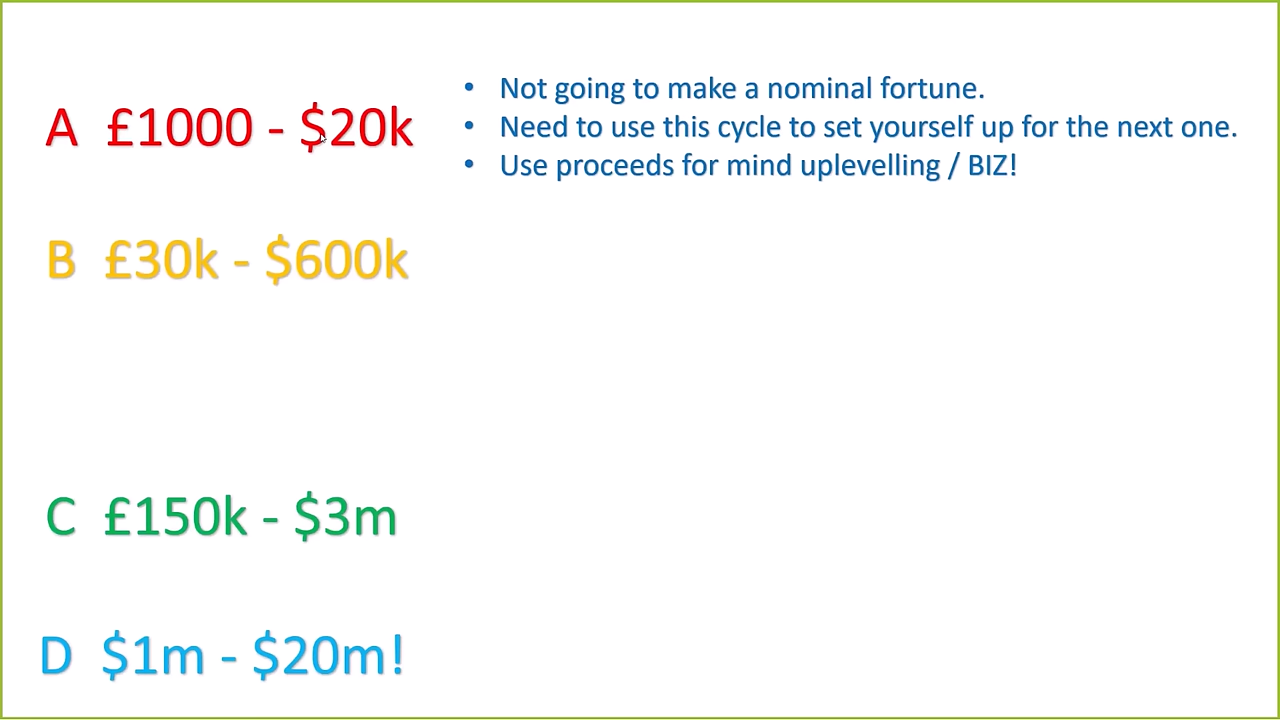 A £1000 - $20k
• Not going to make a nominal fortune.
• Need to use this cycle to set yourself up for the next one.
• Use proceeds for mind uplevelling / BIZ!
B £30k - $600k
C £150k - $3m
D $1m - $20m!